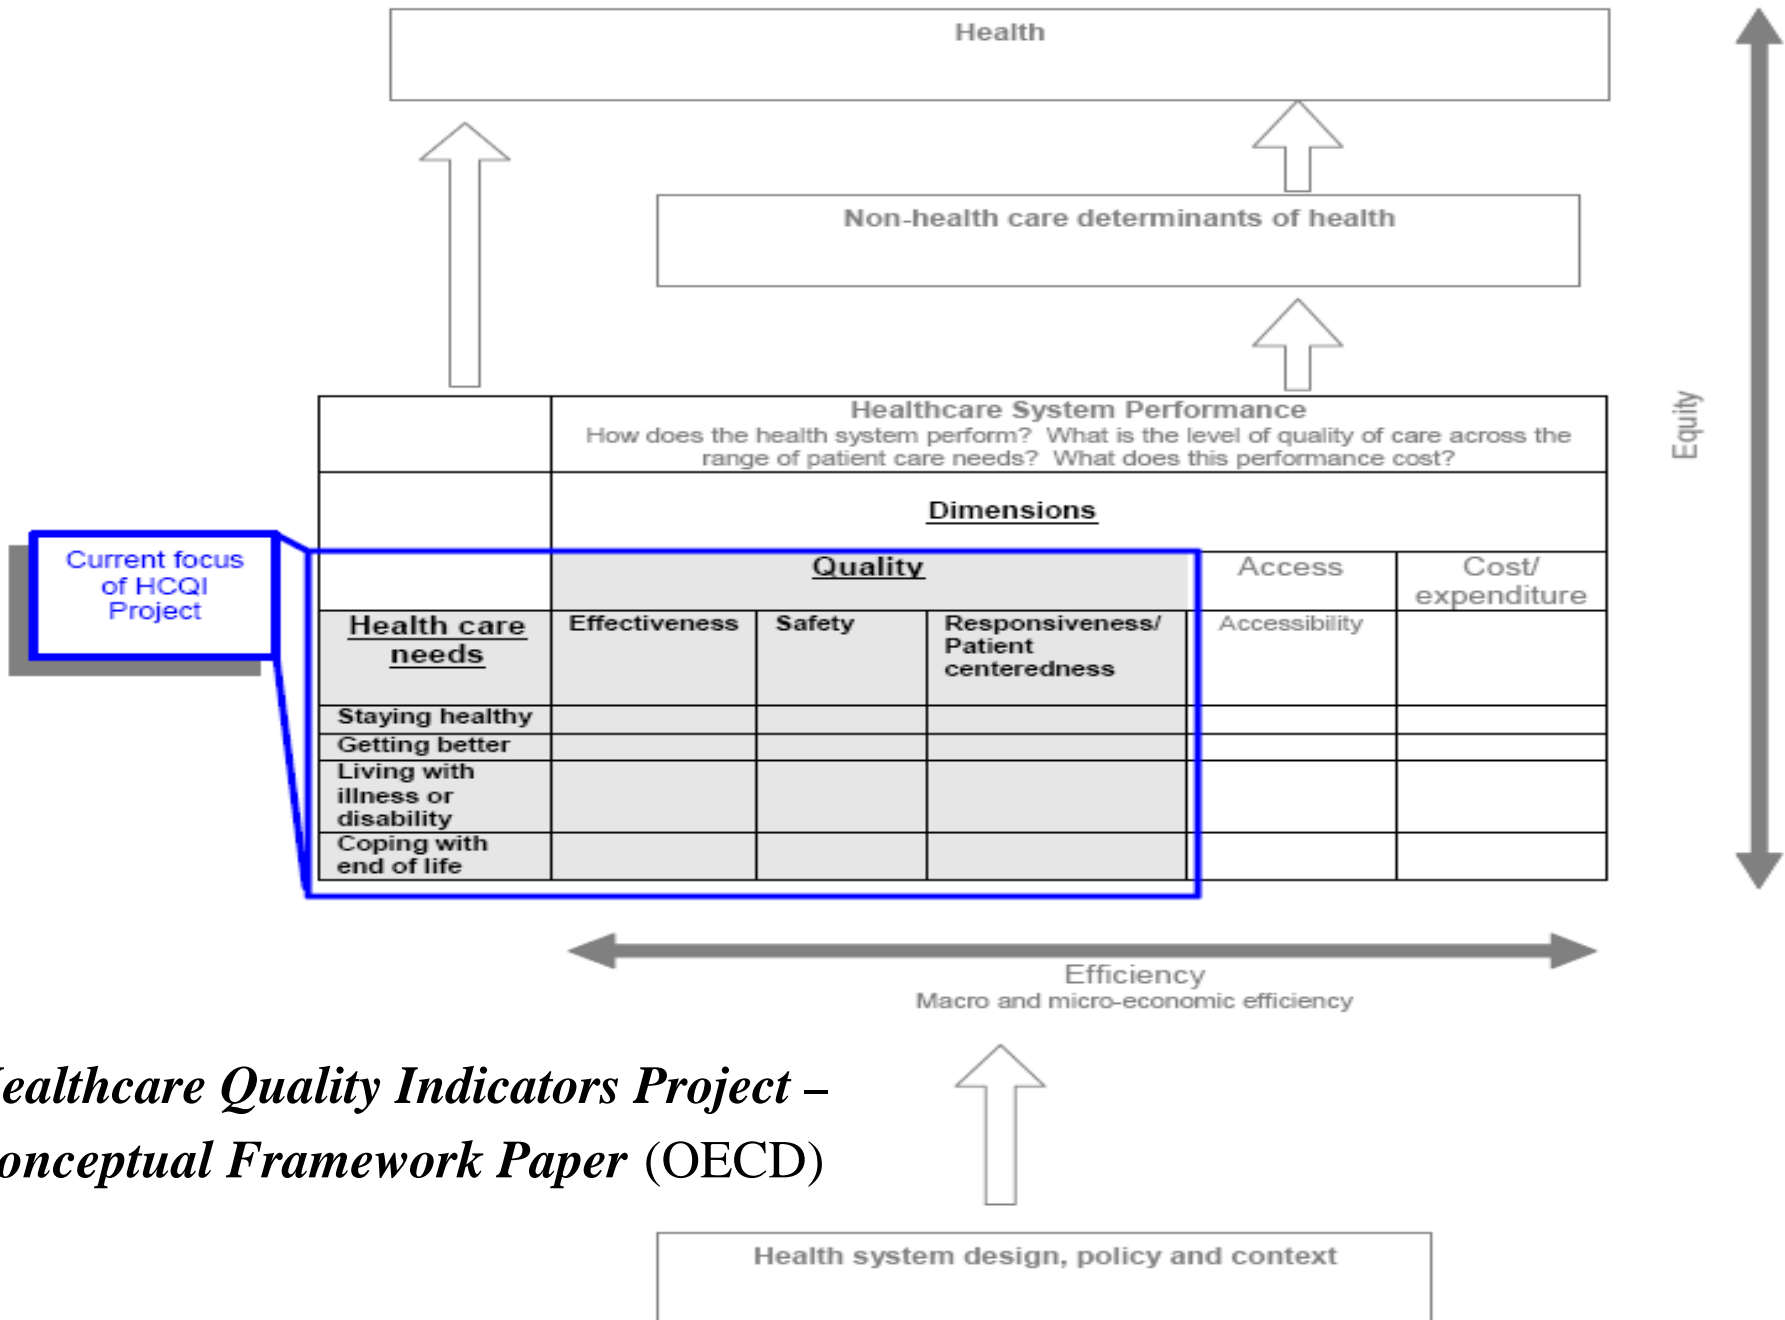 Health
Non-health care determinants of health
Equity
Healthcare System Performance
How does the health system perform?  What is the level of quality of care across the
range of patient care needs?  What does this performance cost?
Dimensions
Current focus
of HCQI
Project
Quality
Access
Cost/
expenditure
Health care
needs
Effectiveness
Safety
Responsiveness/
Patient
centeredness
Accessibility
Staying healthy
Getting better
Living with
illness or
disability
Coping with
end of life
Efficiency
Macro and micro-economic efficiency
ealthcare Quality Indicators Project –
onceptual Framework Paper (OECD)
Health system design, policy and context